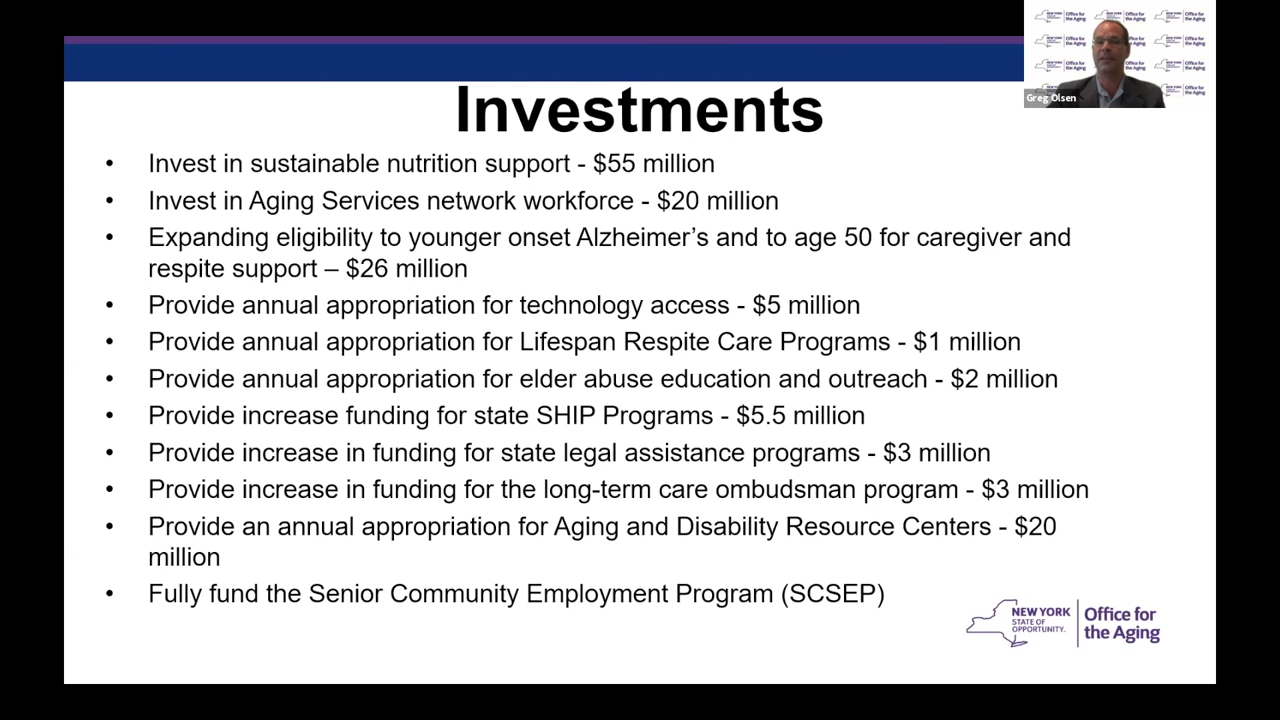 Investments
• Invest in sustainable nutrition support - $55 million
• Invest in Aging Services network workforce - $20 million
• Expanding eligibility to younger onset Alzheimer’s and to age 50 for caregiver and
respite support – $26 million
• Provide annual appropriation for technology access - $5 million
• Provide annual appropriation for Lifespan Respite Care Programs - $1 million
• Provide annual appropriation for elder abuse education and outreach - $2 million
• Provide increase funding for state SHIP Programs - $5.5 million
• Provide increase in funding for state legal assistance programs - $3 million
• Provide increase in funding for the long-term care ombudsman program - $3 million
• Provide an annual appropriation for Aging and Disability Resource Centers - $20
million
• Fully fund the Senior Community Employment Program (SCSEP)
NEW YORK
STATE OF
OPPORTUNITY.
Office for
the Aging
Greg Olsen
Office for
the Aging